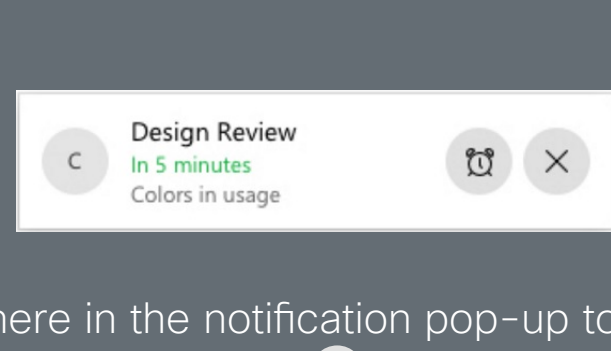 C
Design Review
In 5 minutes
Colors in usage
here in the notification pop-up to